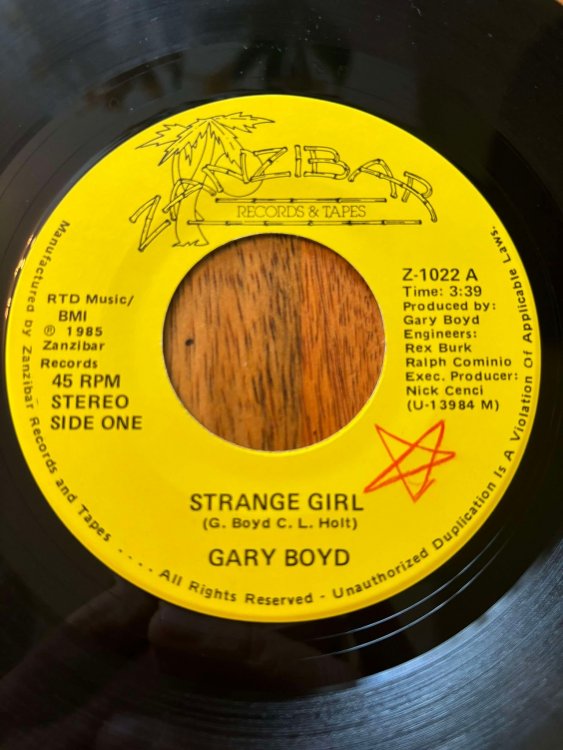 ZANZIBAR
RECORDS & TAPES
RTD Music/
BMI
℗ 1985
Zanzibar
Records
45 RPM
STEREO
SIDE ONE
Z-1022 A
Time: 3:39
Produced by:
Gary Boyd
Engineers:
Rex Burk
Ralph Cominio
Exec. Producer:
Nick Cenci
(U-13984 M)
STRANGE GIRL
(G. Boyd C. L. Holt)
GARY BOYD
Manufactured by Zanzibar Records and Tapes . . . . All Rights Reserved - Unauthorized Duplication Is A Violation Of Applicable Laws.